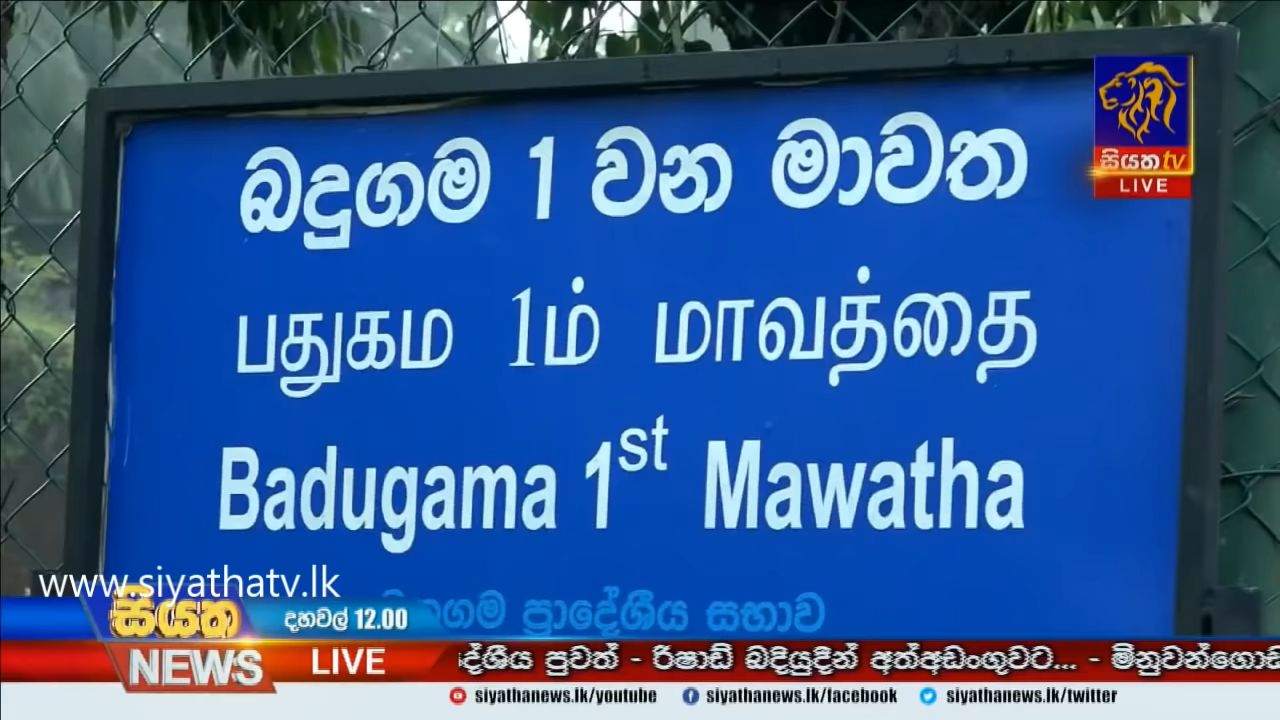 බදුගම 1 වන මාවත
සියත tv
LIVE
பதுகம 1ம் மாவத்தை
Badugama 1st Mawatha
www.siyathatv.lk
ප්‍රාදේශීය සභාව
සියත
දහවල් 12.00
NEWS
LIVE
පුවත් - රිෂාඩ් බදියුදීන් අත්අඩංගුවට... -
siyathanews.lk/youtube
siyathanews.lk/facebook
siyathanews.lk/twitter